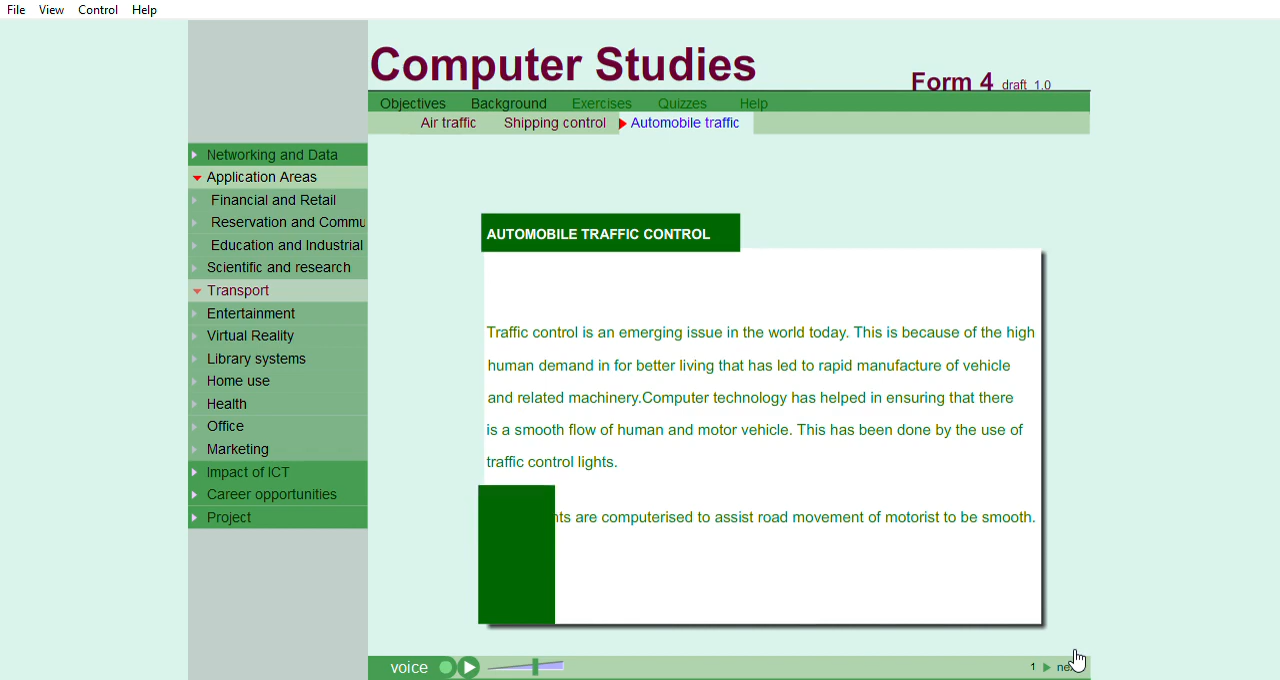 File View Control Help
Computer Studies
Form 4 draft 1.0
Objectives Background Exercises Quizzes Help
Air traffic Shipping control Automobile traffic
Networking and Data
Application Areas
Financial and Retail
Reservation and Commu
Education and Industrial
Scientific and research
Transport
Entertainment
Virtual Reality
Library systems
Home use
Health
Office
Marketing
Impact of ICT
Career opportunities
Project
AUTOMOBILE TRAFFIC CONTROL
Traffic control is an emerging issue in the world today. This is because of the high
human demand in for better living that has led to rapid manufacture of vehicle
and related machinery.Computer technology has helped in ensuring that there
is a smooth flow of human and motor vehicle. This has been done by the use of
traffic control lights.
are computerised to assist road movement of motorist to be smooth.
voice
1